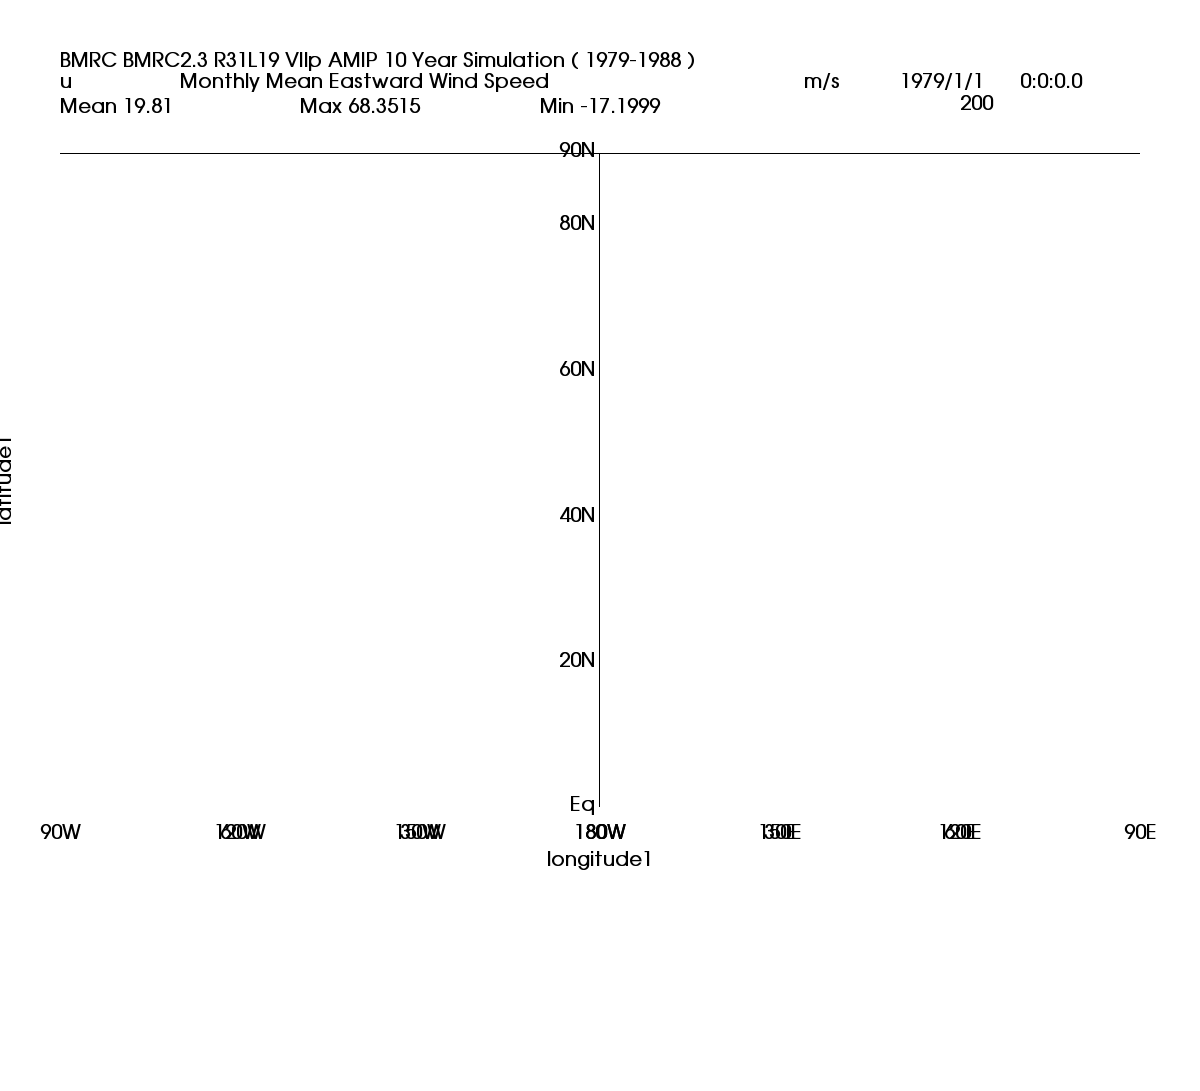 BMRC BMRC2.3 R31L19 VIIp AMIP 10 Year Simulation ( 1979-1988 )
u Monthly Mean Eastward Wind Speed m/s 1979/1/1 0:0:0.0
Mean 19.81 Max 68.3515 Min -17.1999 200
90N
80N
60N
latitude1
40N
20N
Eq
90W 90E
longitude1